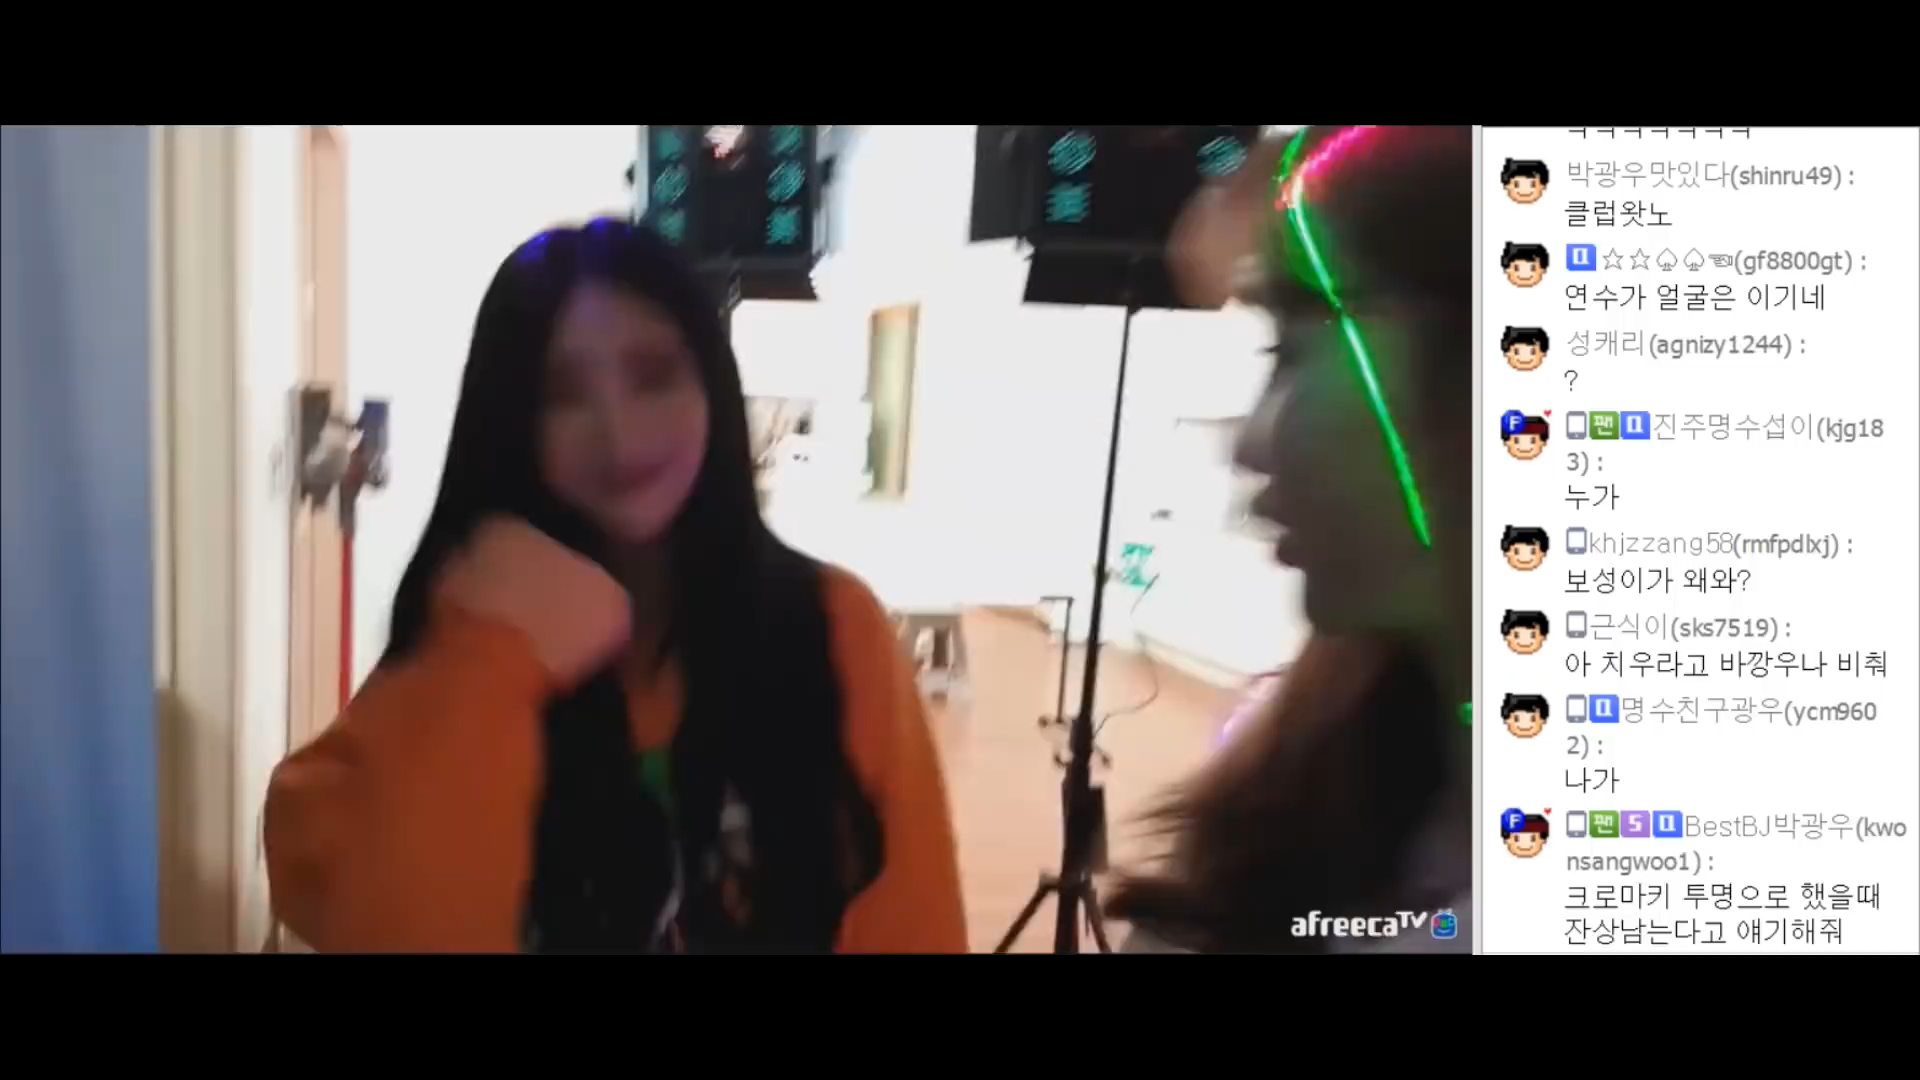 박광우맛있다(shinru49) :
클럽왓노
☆☆♤♤☜(gf8800gt) :
연수가 얼굴은 이기네
성캐리(agnizy1244) :
?
팬 진주명수섭이(kjg18
3) :
누가
khjzzang58(rmfpdlxj) :
보성이가 왜와?
근식이(sks7519) :
아 치우라고 바깡우나 비춰
명수친구광우(ycm960
2) :
나가
팬 S BestBJ박광우(kwo
nsangwoo1) :
크로마키 투명으로 했을때
잔상남는다고 얘기해줘
afreecaTV